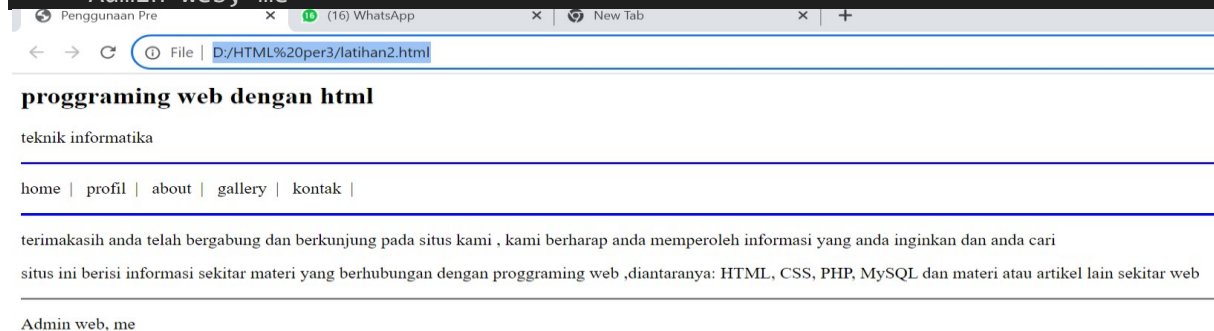 Penggunaan Pre × 16 (16) WhatsApp × New Tab × +
File | D:/HTML%20per3/latihan2.html
proggraming web dengan html
teknik informatika
home | profil | about | gallery | kontak |
terimakasih anda telah bergabung dan berkunjung pada situs kami , kami berharap anda memperoleh informasi yang anda inginkan dan anda cari
situs ini berisi informasi sekitar materi yang berhubungan dengan proggraming web ,diantaranya: HTML, CSS, PHP, MySQL dan materi atau artikel lain sekitar web
Admin web, me